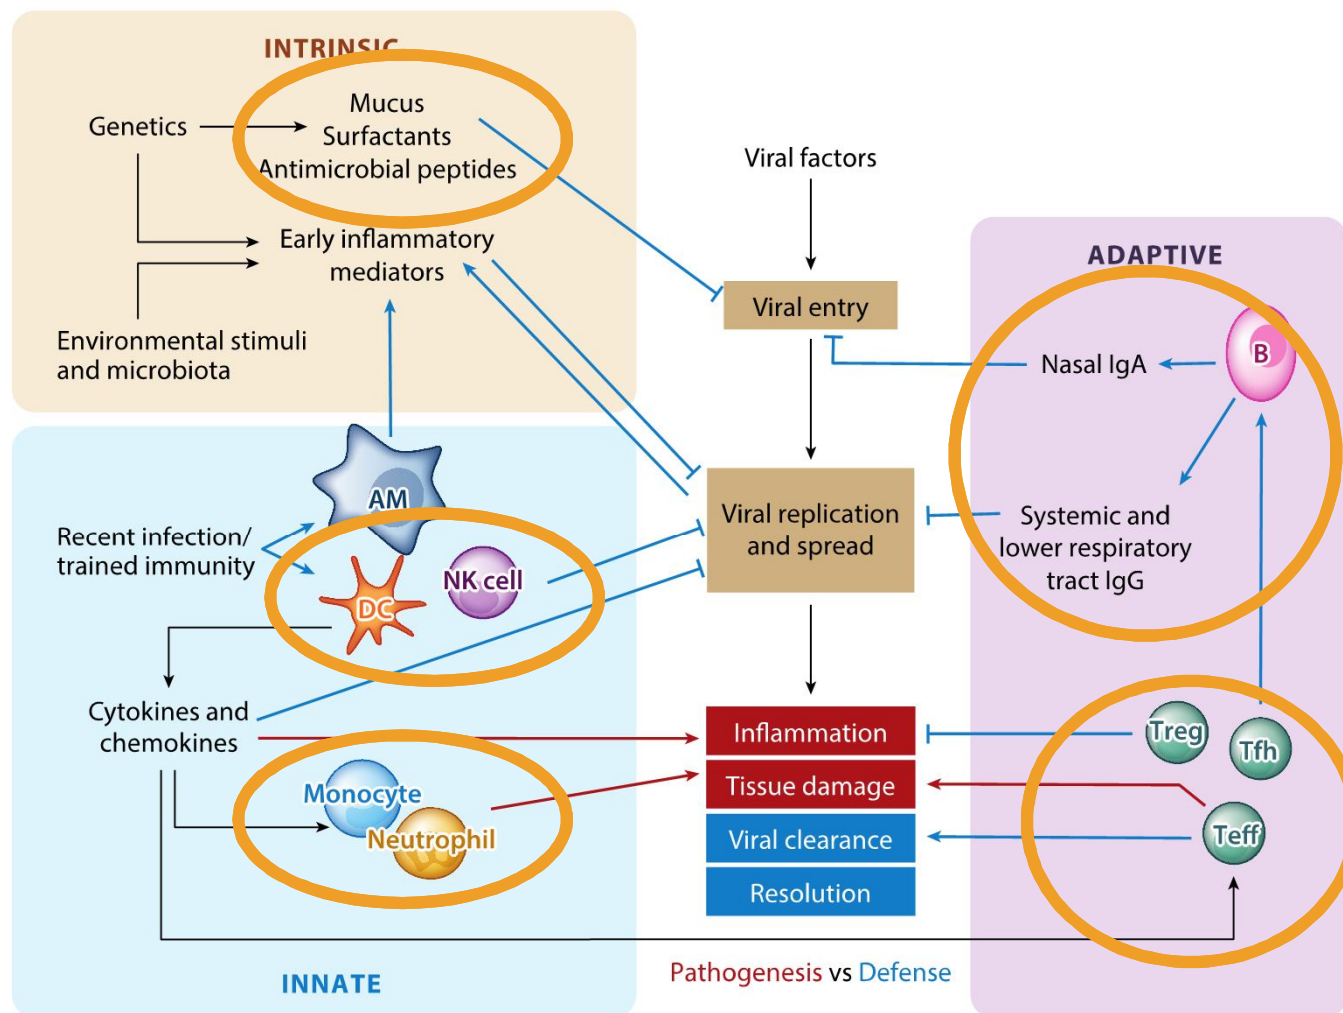 INTRINSIC
Genetics
Mucus
Surfactants
Antimicrobial peptides
Early inflammatory
mediators
Environmental stimuli
and microbiota
Viral factors
Viral entry
Viral replication
and spread
Inflammation
Tissue damage
Viral clearance
Resolution
Pathogenesis vs Defense
ADAPTIVE
B
Nasal IgA
Systemic and
lower respiratory
tract IgG
Treg
Tfh
Teff
AM
Recent infection/
trained immunity
DC
NK cell
Cytokines and
chemokines
Monocyte
Neutrophil
INNATE